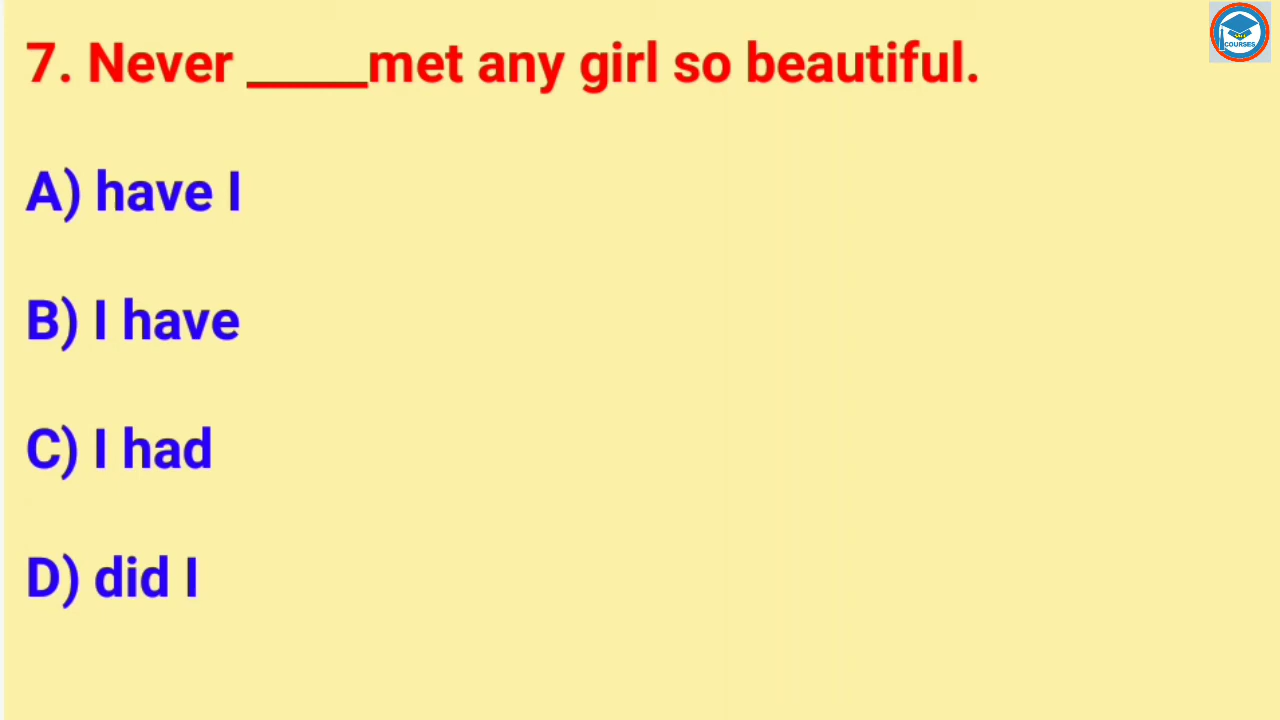 7. Never _____met any girl so beautiful.
A) have I
B) I have
C) I had
D) did I
COURSES